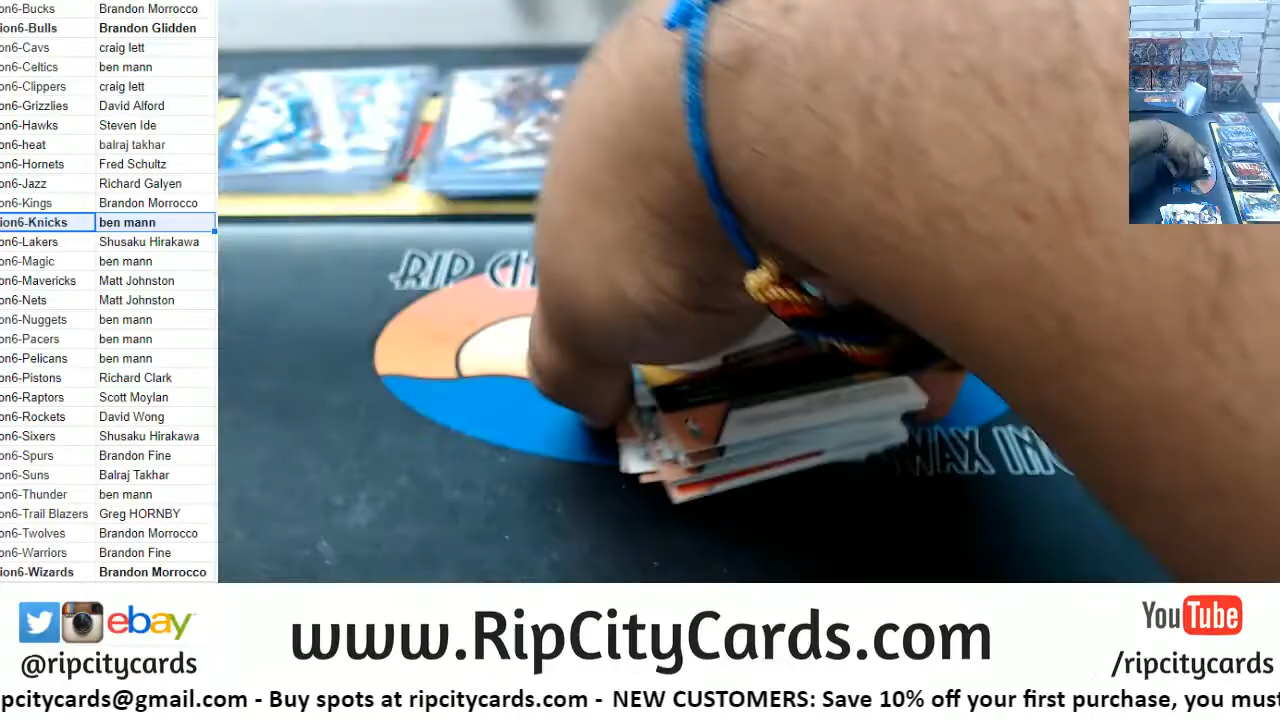 on6-Bucks Brandon Morrocco
ion6-Bulls Brandon Glidden
on6-Cavs craig lett
on6-Celtics ben mann
on6-Clippers craig lett
on6-Grizzlies David Alford
on6-Hawks Steven Ide
on6-heat balraj takhar
on6-Hornets Fred Schultz
on6-Jazz Richard Galyen
on6-Kings Brandon Morrocco
ion6-Knicks ben mann
on6-Lakers Shusaku Hirakawa
on6-Magic ben mann
on6-Mavericks Matt Johnston
on6-Nets Matt Johnston
on6-Nuggets ben mann
on6-Pacers ben mann
on6-Pelicans ben mann
on6-Pistons Richard Clark
on6-Raptors Scott Moylan
on6-Rockets David Wong
on6-Sixers Shusaku Hirakawa
on6-Spurs Brandon Fine
on6-Suns Balraj Takhar
on6-Thunder ben mann
on6-Trail Blazers Greg HORNBY
on6-Twolves Brandon Morrocco
on6-Warriors Brandon Fine
ion6-Wizards Brandon Morrocco
RIP CIT
WAX INC
ebay
@ripcitycards
www.RipCityCards.com
YouTube
/ripcitycards
pcitycards@gmail.com - Buy spots at ripcitycards.com - NEW CUSTOMERS: Save 10% off your first purchase, you must